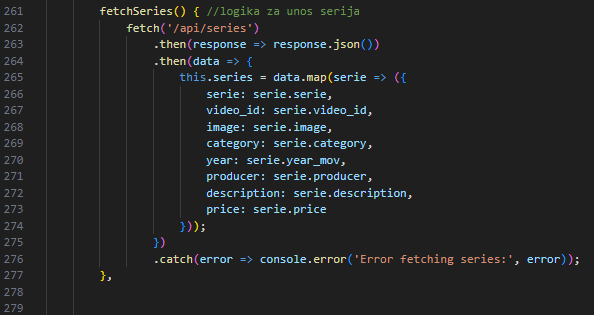 261 fetchSeries() { //logika za unos serija
262 fetch('/api/series')
263 .then(response => response.json())
264 .then(data => {
265 this.series = data.map(serie => ({
266 serie: serie.serie,
267 video_id: serie.video_id,
268 image: serie.image,
269 category: serie.category,
270 year: serie.year_mov,
271 producer: serie.producer,
272 description: serie.description,
273 price: serie.price
274 }));
275 })
276 .catch(error => console.error('Error fetching series:', error));
277 },
278
279